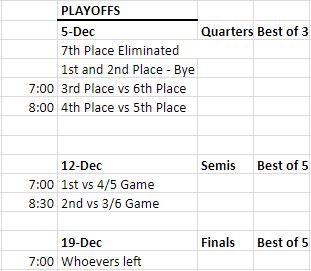 PLAYOFFS
5-Dec Quarters Best of 3
7th Place Eliminated
1st and 2nd Place - Bye
7:00 3rd Place vs 6th Place
8:00 4th Place vs 5th Place
12-Dec Semis Best of 5
7:00 1st vs 4/5 Game
8:30 2nd vs 3/6 Game
19-Dec Finals Best of 5
7:00 Whoevers left